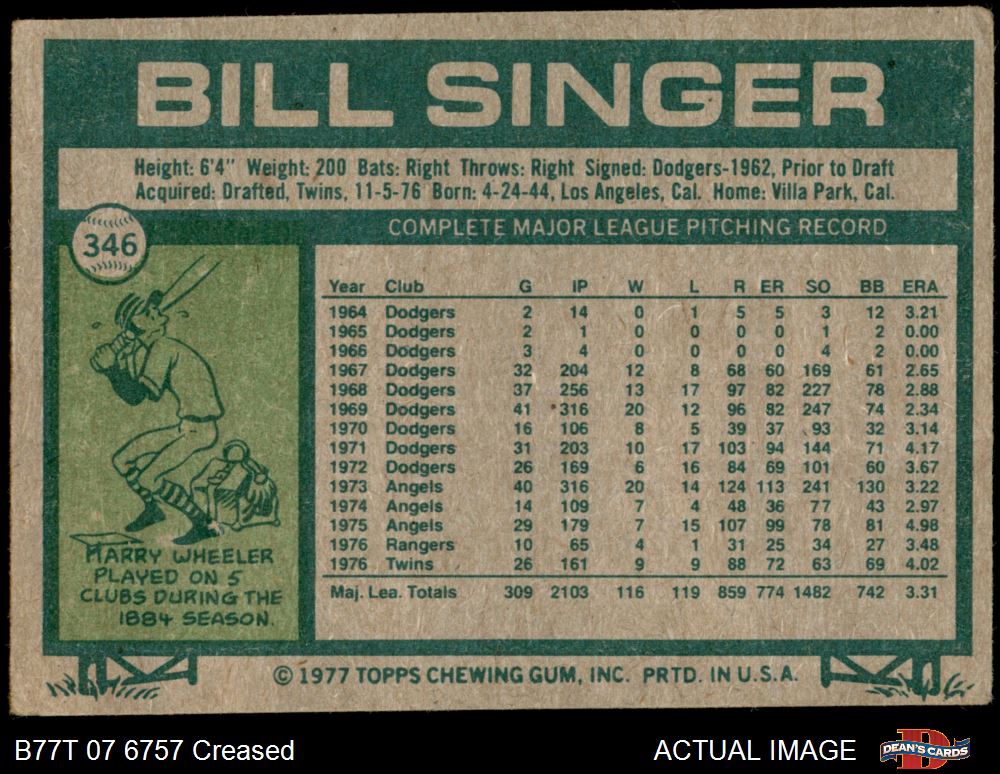 BILL SINGER
Height: 6'4" Weight: 200 Bats: Right Throws: Right Signed: Dodgers-1962, Prior to Draft
Acquired: Drafted, Twins, 11-5-76 Born: 4-24-44, Los Angeles, Cal. Home: Villa Park, Cal.
346
COMPLETE MAJOR LEAGUE PITCHING RECORD
Year Club G IP W L R ER SO BB ERA
1964 Dodgers 2 14 0 1 5 5 3 12 3.21
1965 Dodgers 2 1 0 0 0 0 1 2 0.00
1966 Dodgers 3 4 0 0 0 0 4 2 0.00
1967 Dodgers 32 204 12 8 68 60 169 61 2.65
1968 Dodgers 37 256 13 17 97 82 227 78 2.88
1969 Dodgers 41 316 20 12 96 82 247 74 2.34
1970 Dodgers 16 106 8 5 39 37 93 32 3.14
1971 Dodgers 31 203 10 17 103 94 144 71 4.17
1972 Dodgers 26 169 6 16 84 69 101 60 3.67
1973 Angels 40 316 20 14 124 113 241 130 3.22
1974 Angels 14 109 7 4 48 36 77 43 2.97
1975 Angels 29 179 7 15 107 99 78 81 4.98
1976 Rangers 10 65 4 1 31 25 34 27 3.48
1976 Twins 26 161 9 9 88 72 63 69 4.02
Maj. Lea. Totals 309 2103 116 119 859 774 1482 742 3.31
HARRY WHEELER
PLAYED ON 5
CLUBS DURING THE
1884 SEASON.
© 1977 TOPPS CHEWING GUM, INC. PRTD. IN U.S.A.
B77T 07 6757 Creased
ACTUAL IMAGE
DEAN'S CARDS